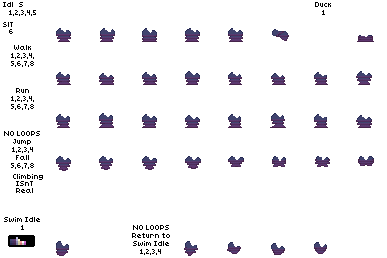 Idl S
1,2,3,4,5
Duck
1
SIT
6
Walk
1,2,3,4,
5,6,7,8
Run
1,2,3,4,
5,6,7,8
NO LOOPS
Jump
1,2,3,4
Fall
5,6,7,8
Climbing
ISnT
Real
Swim Idle
1
NO LOOPS
Return to
Swim Idle
1,2,3,4